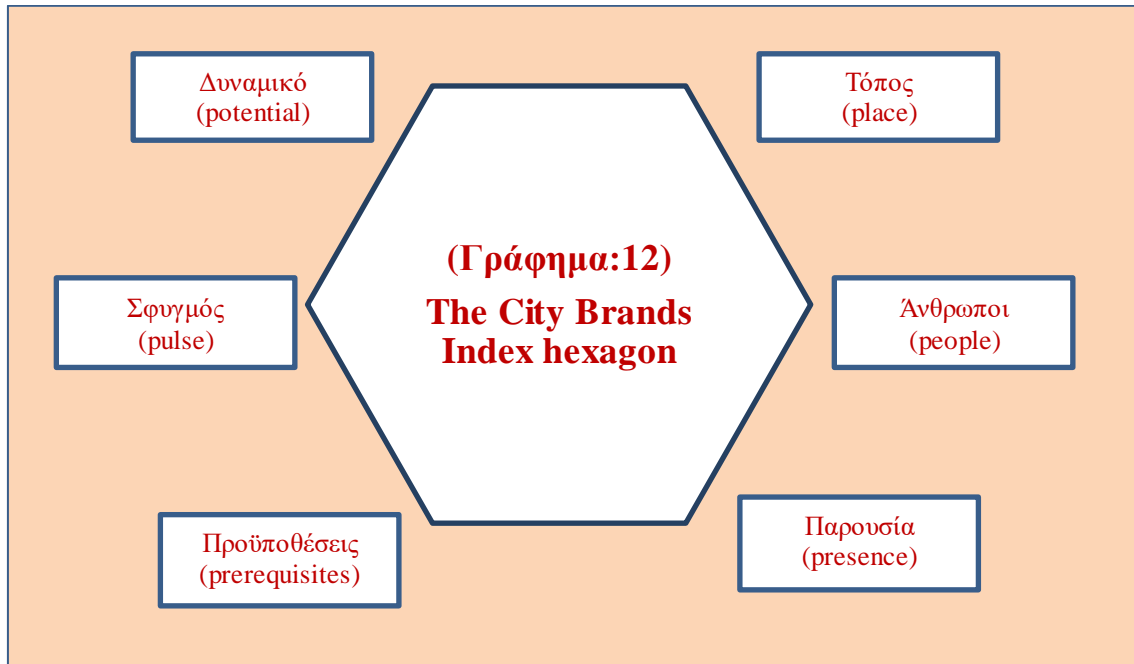 Δυναμικό
(potential)
Τόπος
(place)
(Γράφημα:12)
The City Brands
Index hexagon
Σφυγμός
(pulse)
Άνθρωποι
(people)
Προϋποθέσεις
(prerequisites)
Παρουσία
(presence)